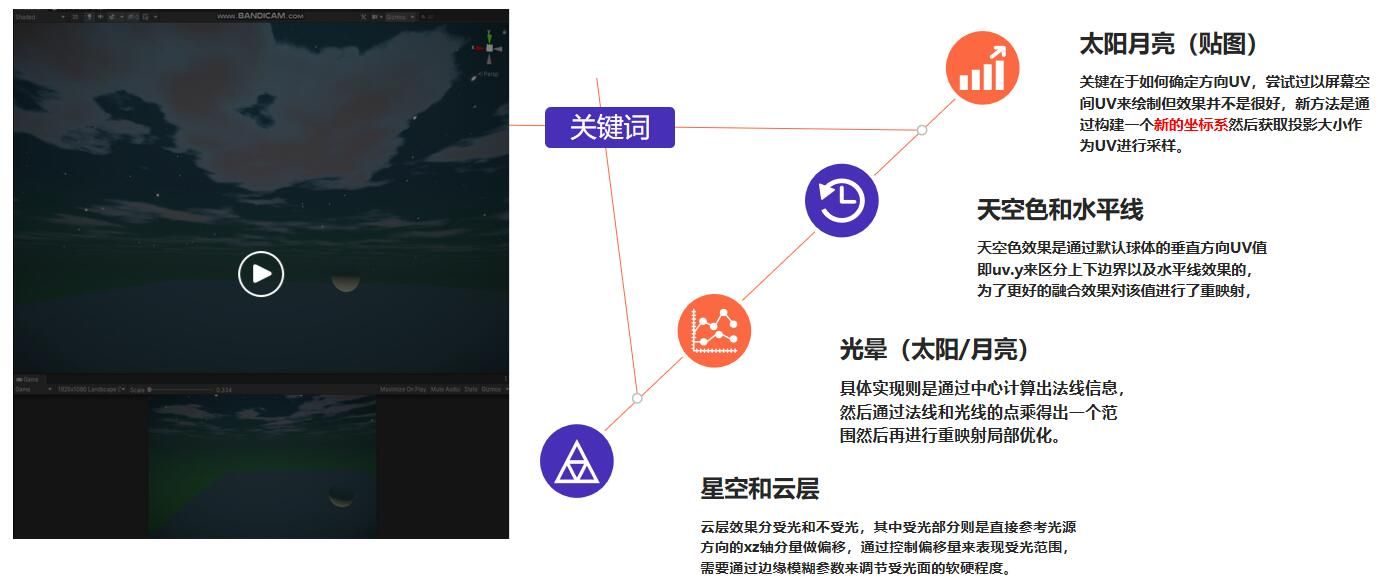 Shaded
2D
www.BANDICAM.com
Gizmos
All
y
x
Persp
Game
Game
1920x1080 Landscape
Scale
0.334
Maximize On Play
Mute Audio
Stats
Gizmos
关键词
太阳月亮（贴图）
关键在于如何确定方向UV，尝试过以屏幕空
间UV来绘制但效果并不是很好，新方法是通
过构建一个新的坐标系然后获取投影大小作
为UV进行采样。
天空色和水平线
天空色效果是通过默认球体的垂直方向UV值
即uv.y来区分上下边界以及水平线效果的，
为了更好的融合效果对该值进行了重映射，
光晕（太阳/月亮）
具体实现则是通过中心计算出法线信息，
然后通过法线和光线的点乘得出一个范
围然后再进行重映射局部优化。
星空和云层
云层效果分受光和不受光，其中受光部分则是直接参考光源
方向的xz轴分量做偏移，通过控制偏移量来表现受光范围，
需要通过边缘模糊参数来调节受光面的软硬程度。